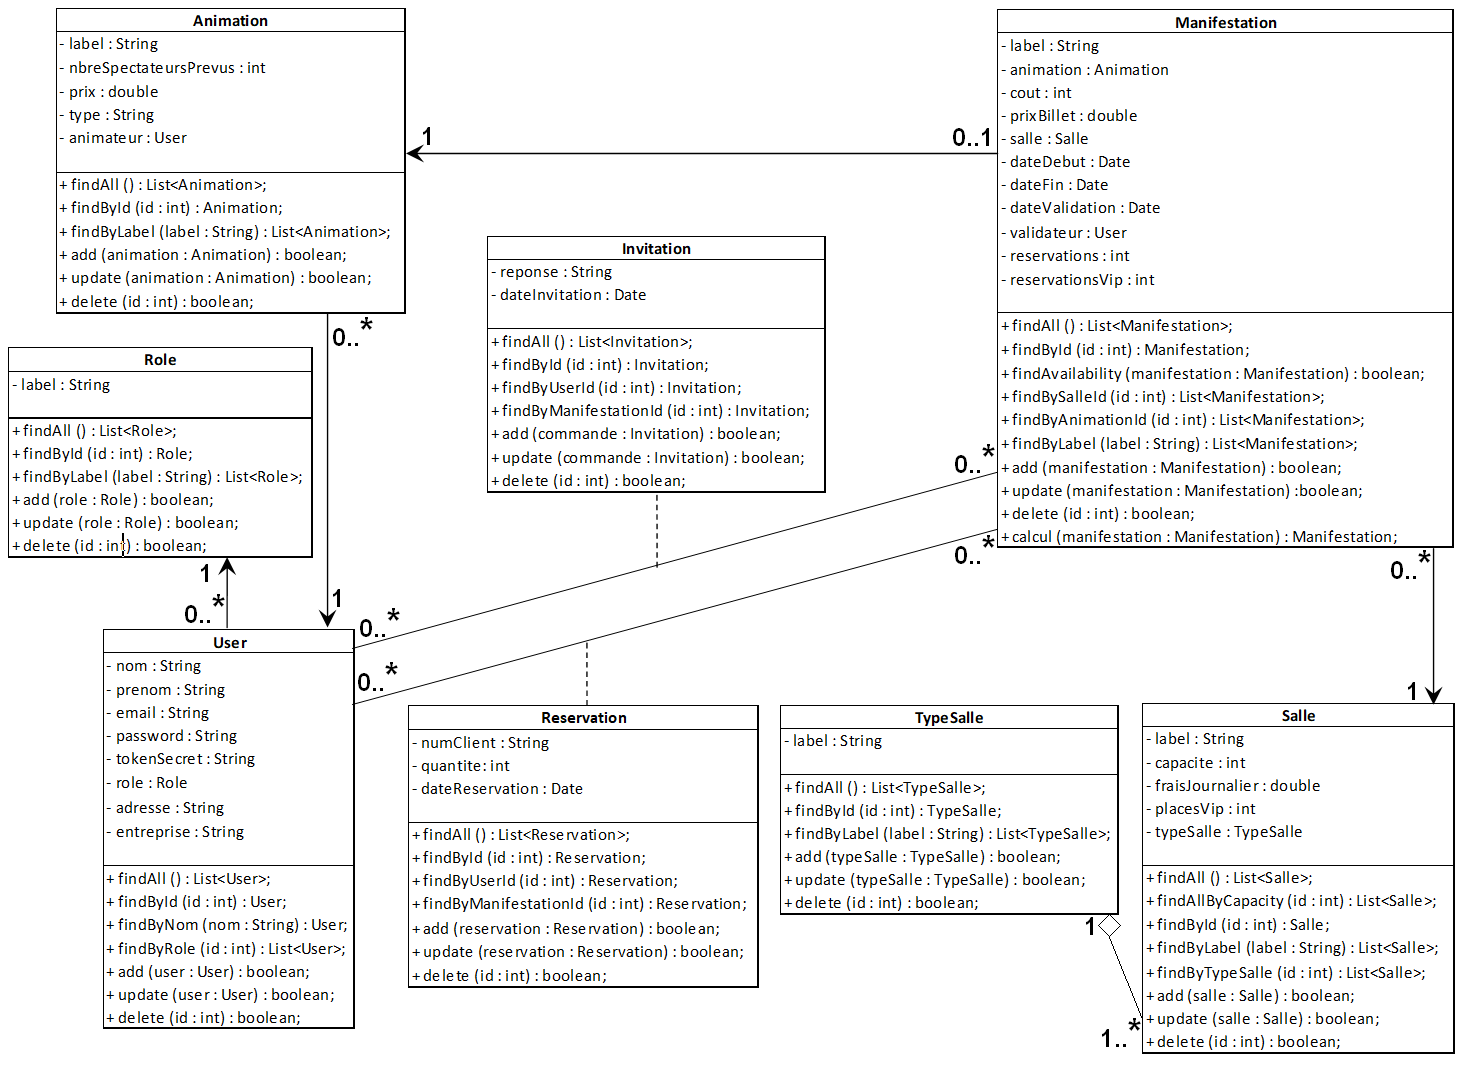 Animation
- label : String
- nbreSpectateursPrevus : int
- prix : double
- type : String
- animateur : User
+ findAll () : List<Animation>;
+ findById (id : int) : Animation;
+ findByLabel (label : String) : List<Animation>;
+ add (animation : Animation) : boolean;
+ update (animation : Animation) : boolean;
+ delete (id : int) : boolean;
1
0..1
Manifestation
- label : String
- animation : Animation
- cout : int
- prixBillet : double
- salle : Salle
- dateDebut : Date
- dateFin : Date
- dateValidation : Date
- validateur : User
- reservations : int
- reservationsVip : int
+ findAll () : List<Manifestation>;
+ findById (id : int) : Manifestation;
+ findAvailability (manifestation : Manifestation) : boolean;
+ findBySalleId (id : int) : List<Manifestation>;
+ findByAnimationId (id : int) : List<Manifestation>;
+ findByLabel (label : String) : List<Manifestation>;
+ add (manifestation : Manifestation) : boolean;
+ update (manifestation : Manifestation) :boolean;
+ delete (id : int) : boolean;
+ calcul (manifestation : Manifestation) : Manifestation;
Invitation
- reponse : String
- dateInvitation : Date
+ findAll () : List<Invitation>;
+ findById (id : int) : Invitation;
+ findByUserId (id : int) : Invitation;
+ findByManifestationId (id : int) : Invitation;
+ add (commande : Invitation) : boolean;
+ update (commande : Invitation) : boolean;
+ delete (id : int) : boolean;
0..*
Role
- label : String
+ findAll () : List<Role>;
+ findById (id : int) : Role;
+ findByLabel (label : String) : List<Role>;
+ add (role : Role) : boolean;
+ update (role : Role) : boolean;
+ delete (id : int) : boolean;
0..*
0..*
0..*
1
1
0..*
0..*
0..*
User
- nom : String
- prenom : String
- email : String
- password : String
- tokenSecret : String
- role : Role
- adresse : String
- entreprise : String
+ findAll () : List<User>;
+ findById (id : int) : User;
+ findByNom (nom : String) : User;
+ findByRole (id : int) : List<User>;
+ add (user : User) : boolean;
+ update (user : User) : boolean;
+ delete (id : int) : boolean;
Reservation
- numClient : String
- quantite: int
- dateReservation : Date
+ findAll () : List<Reservation>;
+ findById (id : int) : Reservation;
+ findByUserId (id : int) : Reservation;
+ findByManifestationId (id : int) : Reservation;
+ add (reservation : Reservation) : boolean;
+ update (reservation : Reservation) : boolean;
+ delete (id : int) : boolean;
TypeSalle
- label : String
+ findAll () : List<TypeSalle>;
+ findById (id : int) : TypeSalle;
+ findByLabel (label : String) : List<TypeSalle>;
+ add (typeSalle : TypeSalle) : boolean;
+ update (typeSalle : TypeSalle) : boolean;
+ delete (id : int) : boolean;
1
1
Salle
- label : String
- capacite : int
- fraisJournalier : double
- placesVip : int
- typeSalle : TypeSalle
+ findAll () : List<Salle>;
+ findAllByCapacity (id : int) : List<Salle>;
+ findById (id : int) : Salle;
+ findByLabel (label : String) : List<Salle>;
+ findByTypeSalle (id : int) : List<Salle>;
+ add (salle : Salle) : boolean;
+ update (salle : Salle) : boolean;
+ delete (id : int) : boolean;
1..*